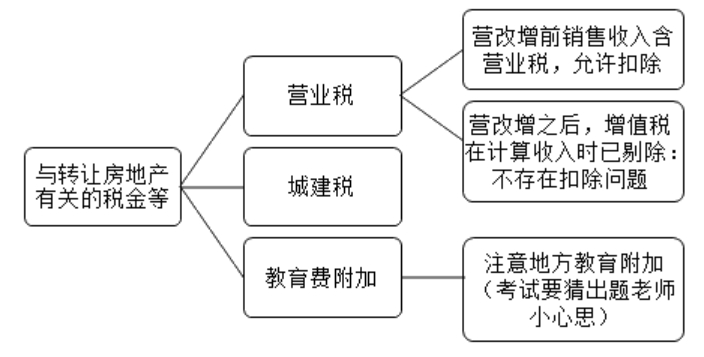 与转让房地产
有关的税金等
营业税
营改增前销售收入含
营业税，允许扣除
营改增之后，增值税
在计算收入时已剔除：
不存在扣除问题
城建税
教育费附加
注意地方教育附加
（考试要猜出题老师
小心思）